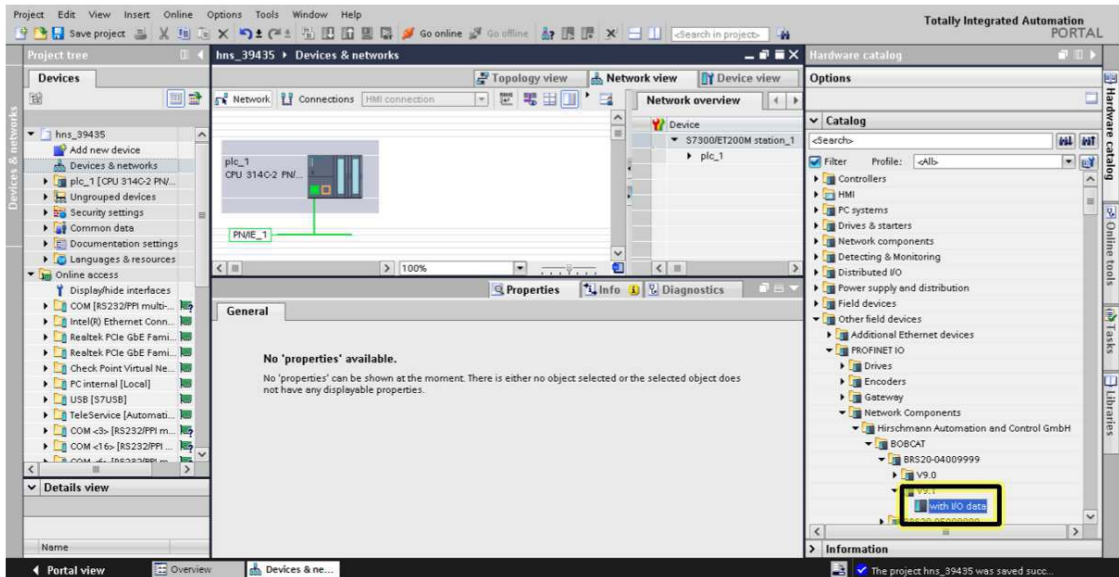 Project Edit View Insert Online Options Tools Window Help
Totally Integrated Automation
PORTAL
Save project
Go online
Go offline
<Search in project>
Project tree
hns_39435 ▸ Devices & networks
Hardware catalog
Devices
Topology view
Network view
Device view
Options
Network
Connections
HMI connection
Network overview
Catalog
Device
<Search>
S7300/ET200M station_1
plc_1
Filter
Profile:
<All>
hns_39435
Add new device
Devices & networks
plc_1 [CPU 314C-2 PN/...
Ungrouped devices
Security settings
Common data
Documentation settings
Languages & resources
Online access
Display/hide interfaces
COM [RS232/PPI multi-...
Intel(R) Ethernet Conn...
Realtek PCIe GbE Fami...
Realtek PCIe GbE Fami...
Check Point Virtual Ne...
PC internal [Local]
USB [S7USB]
TeleService [Automati...
COM <3> [RS232/PPI m...
COM <16> [RS232/PPI ...
Details view
Name
plc_1
CPU 314C-2 PN/...
PN/IE_1
100%
Properties
Info
Diagnostics
General
No 'properties' available.
No 'properties' can be shown at the moment. There is either no object selected or the selected object does
not have any displayable properties.
Controllers
HMI
PC systems
Drives & starters
Network components
Detecting & Monitoring
Distributed I/O
Power supply and distribution
Field devices
Other field devices
Additional Ethernet devices
PROFINET IO
Drives
Encoders
Gateway
Network Components
Hirschmann Automation and Control GmbH
BOBCAT
BRS20-04009999
V9.0
V9.1
with I/O data
Information
Devices & networks
Hardware catalog
Online tools
Tasks
Libraries
Portal view
Overview
Devices & ne...
The project hns_39435 was saved succ...